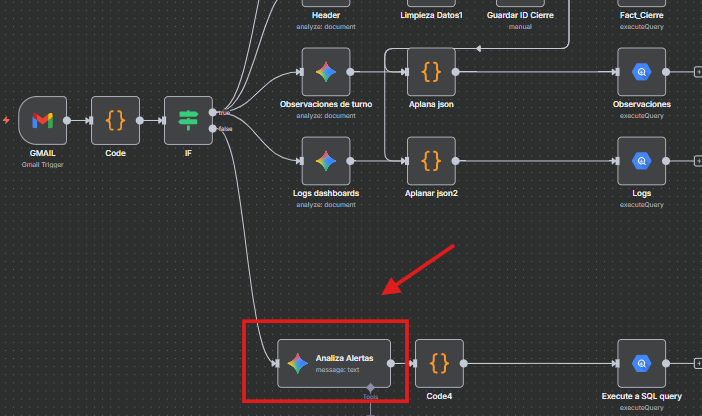 Header
analyze: document
Limpieza Datos1
Guardar ID Cierre
manual
Fact_Cierre
executeQuery
Observaciones de turno
analyze: document
Aplana json
Observaciones
executeQuery
GMAIL
Gmail Trigger
Code
IF
true
false
Logs dashboards
analyze: document
Aplanar json2
Logs
executeQuery
Analiza Alertas
message: text
Tools
Code4
Execute a SQL query
executeQuery